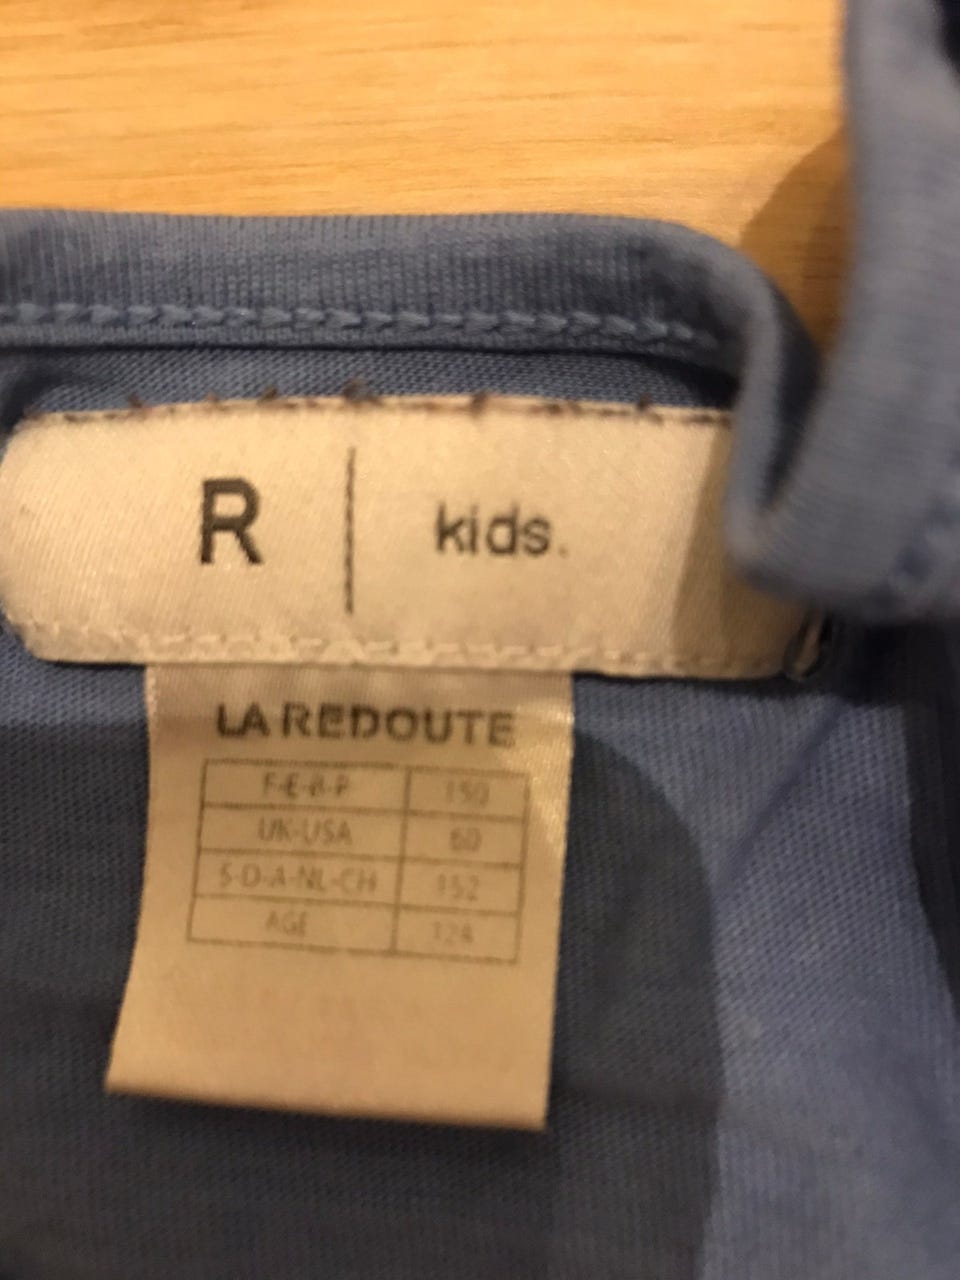 R | kids.
LA REDOUTE
F-E-B-P 150
UK-USA 60
S-D-A-NL-CH 152
AGE 12A